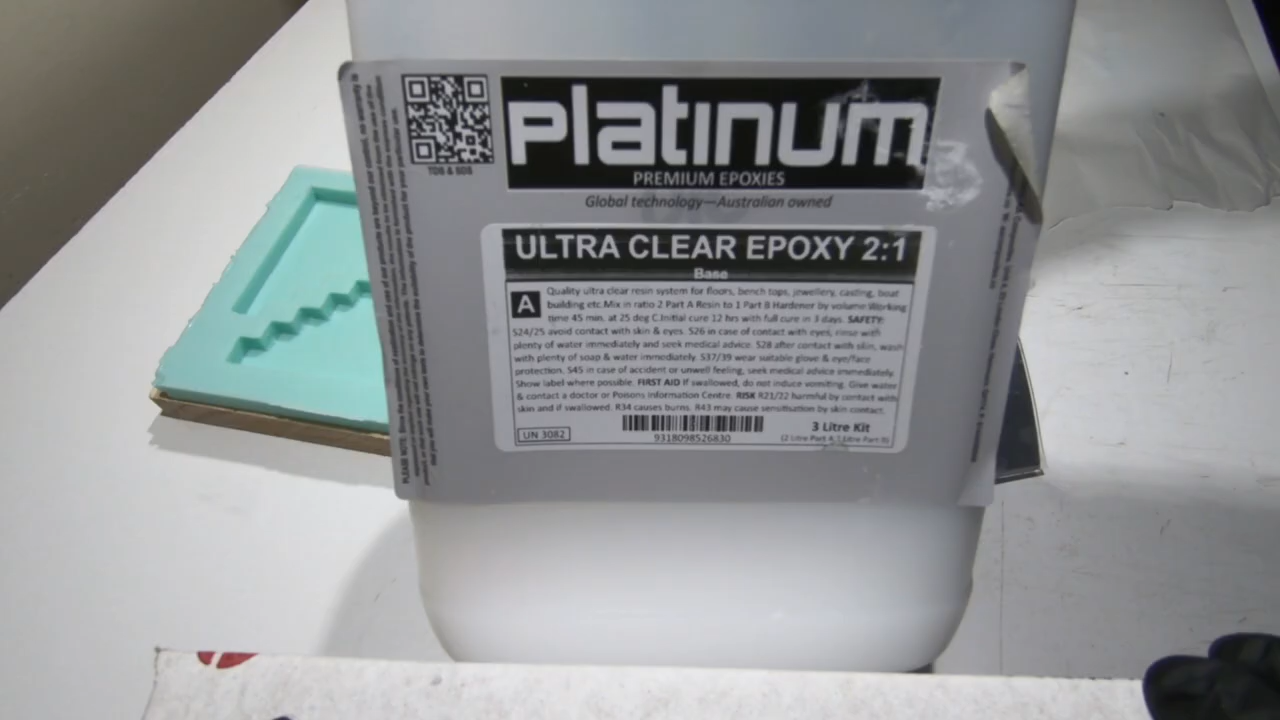 TDS & SDS
Platinum
PREMIUM EPOXIES
Global technology—Australian owned
ULTRA CLEAR EPOXY 2:1
Base
A
Quality ultra clear resin system for floors, bench tops, jewellery, casting, boat
building etc.Mix in ratio 2 Part A Resin to 1 Part B Hardener by volume.Working
time 45 min. at 25 deg C.Initial cure 12 hrs with full cure in 3 days. SAFETY:
S24/25 avoid contact with skin & eyes. S26 in case of contact with eyes, rinse with
plenty of water immediately and seek medical advice. S28 after contact with skin, wash
with plenty of soap & water immediately. S37/39 wear suitable glove & eye/face
protection. S45 in case of accident or unwell feeling, seek medical advice immediately.
Show label where possible. FIRST AID If swallowed, do not induce vomiting. Give water
& contact a doctor or Poisons Information Centre. RISK R21/22 harmful by contact with
skin and if swallowed. R34 causes burns. R43 may cause sensitisation by skin contact.
UN 3082
9318098526830
3 Litre Kit
(2 Litre Part A:1 Litre Part B)
PLEASE NOTE: